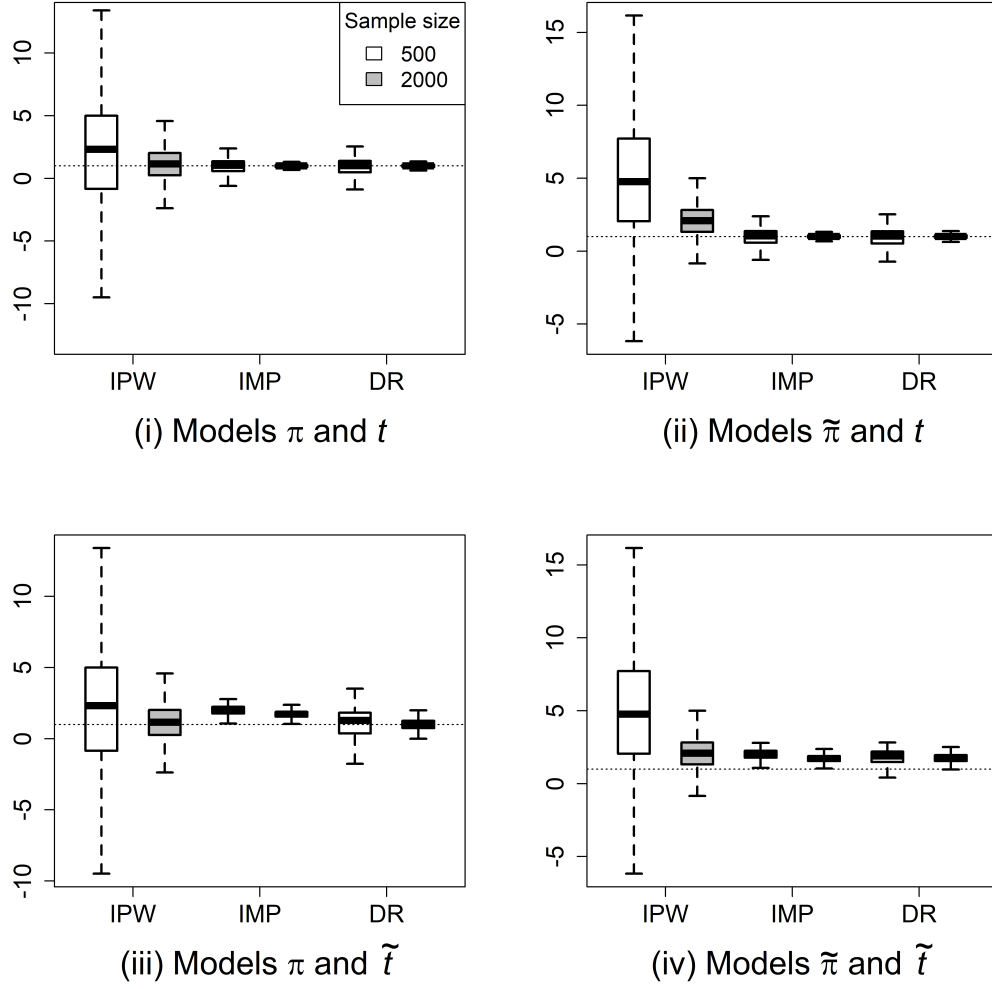 Sample size
500
2000
10
5
0
-5
-10
IPW IMP DR
(i) Models π and t
15
10
5
0
-5
IPW IMP DR
(ii) Models π̃ and t
10
5
0
-5
-10
IPW IMP DR
(iii) Models π and t̃
15
10
5
0
-5
IPW IMP DR
(iv) Models π̃ and t̃